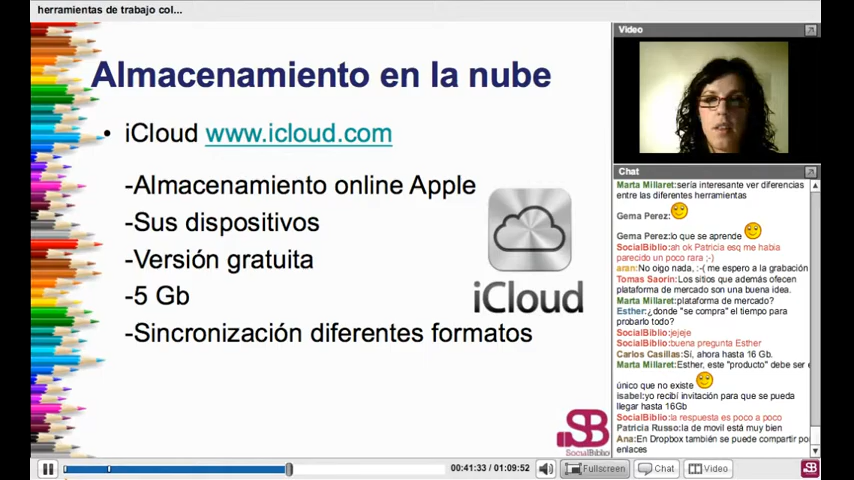 herramientas de trabajo col...
Almacenamiento en la nube
• iCloud www.icloud.com
-Almacenamiento online Apple
-Sus dispositivos
-Versión gratuita
-5 Gb
-Sincronización diferentes formatos
iCloud
SB
SocialBiblio
Video
Chat
Marta Millaret:sería interesante ver diferencias
entre las diferentes herramientas
Gema Perez:
Gema Perez:lo que se aprende
SocialBiblio:ah ok Patricia esq me habia
parecido un poco rara ;-)
aran:No oigo nada, :-( me espero a la grabación
Tomas Saorin:Los sitios que además ofecen
plataforma de mercado son una buena idea.
Marta Millaret:plataforma de mercado?
Esther:¿donde "se compra" el tiempo para
probarlo todo?
SocialBiblio:jejeje
SocialBiblio:buena pregunta Esther
Carlos Casillas:Sí, ahora hasta 16 Gb.
Marta Millaret:Esther, este "producto" debe ser e
único que no existe
isabel:yo recibí invitación para que se pueda
llegar hasta 16Gb
SocialBiblio:la respuesta es poco a poco
Patricia Russo:la de movil está muy bien
Ana:En Dropbox también se puede compartir po
enlaces
00:41:33 / 01:09:52
Fullscreen
Chat
Video
SB